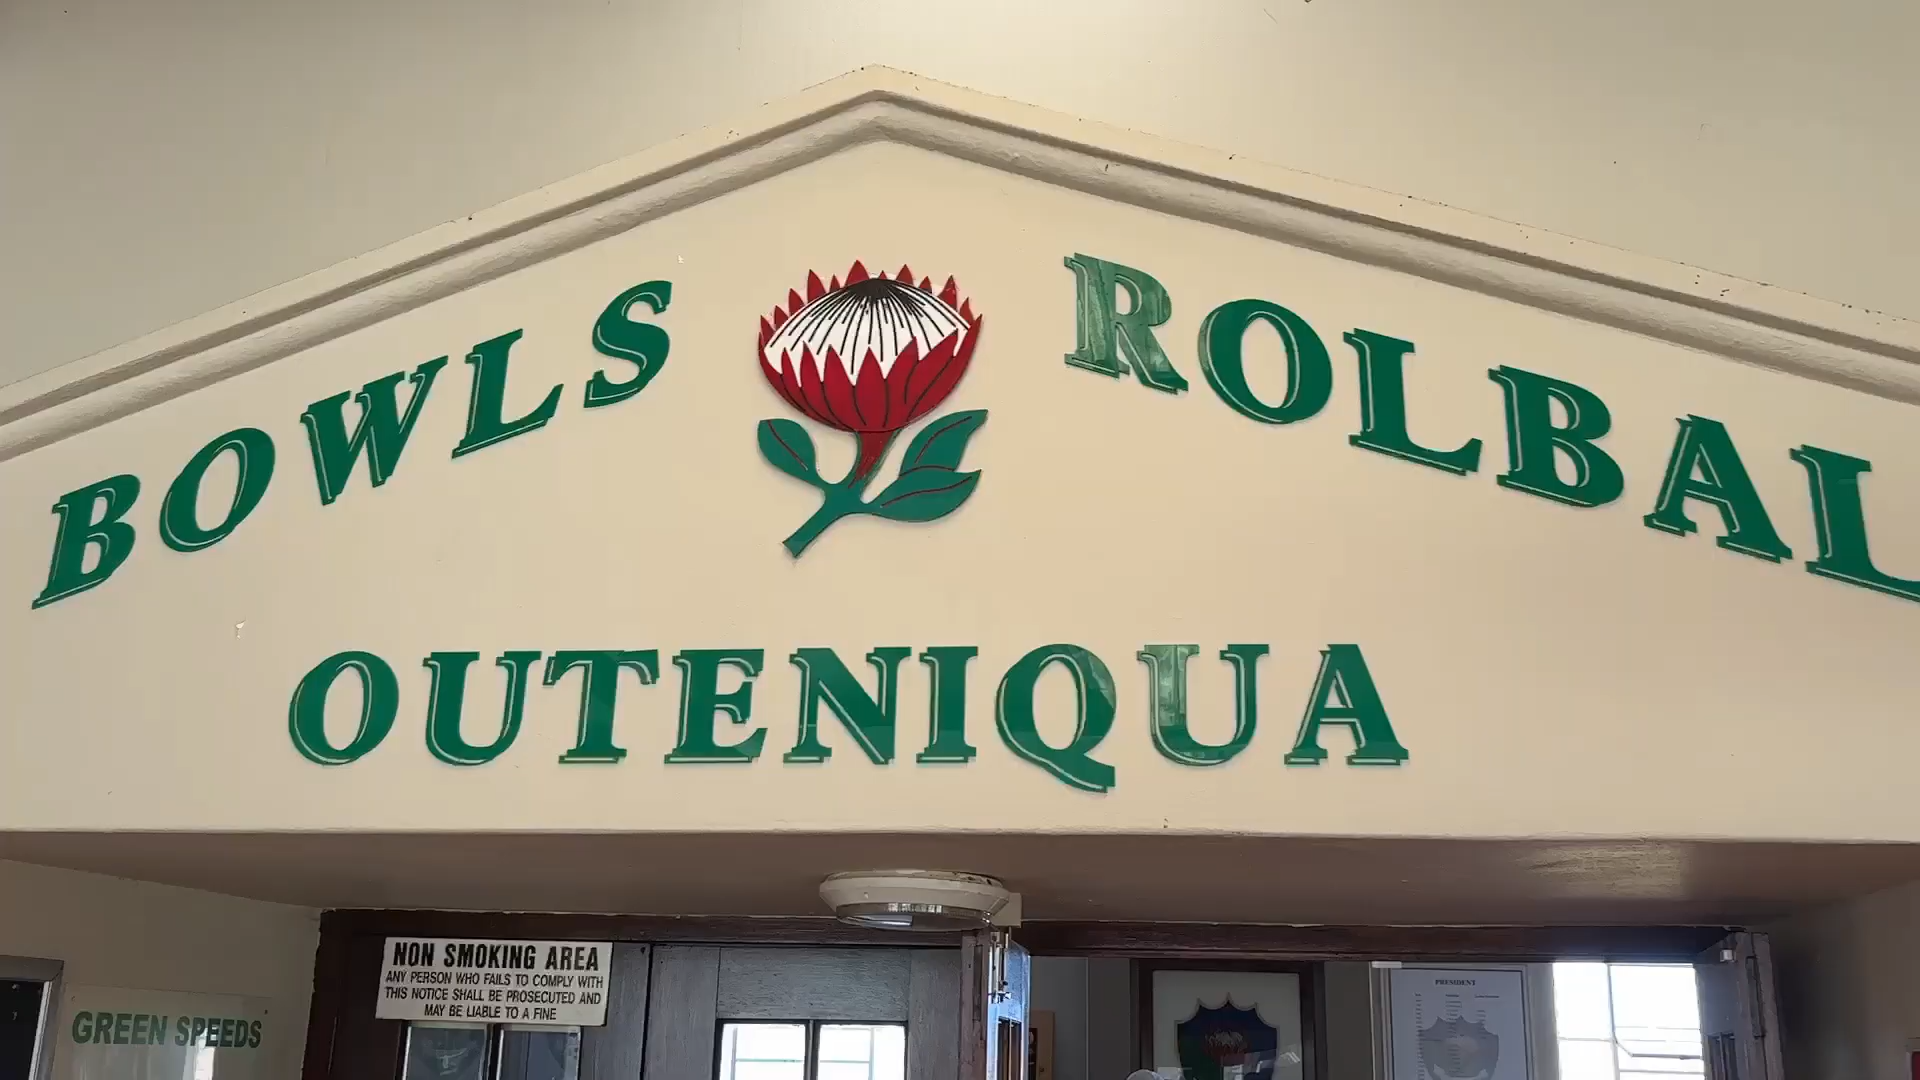 BOWLS ROLBAL
OUTENIQUA
NON SMOKING AREA
ANY PERSON WHO FAILS TO COMPLY WITH
THIS NOTICE SHALL BE PROSECUTED AND
MAY BE LIABLE TO A FINE
GREEN SPEEDS
PRESIDENT